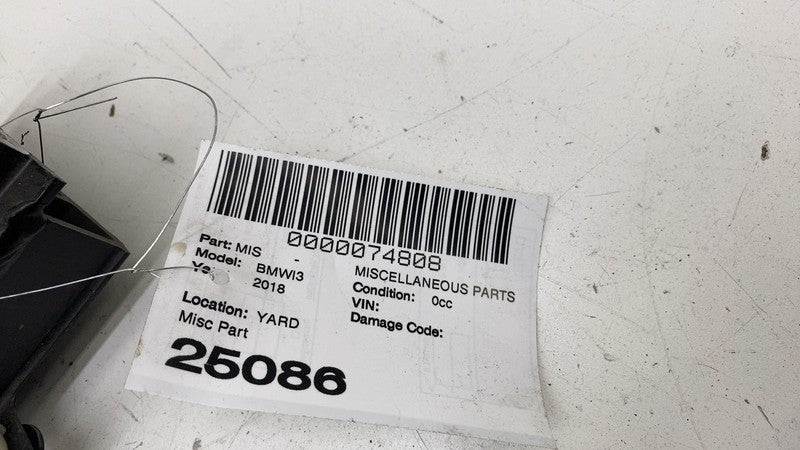 0000074808
Part: MIS - MISCELLANEOUS PARTS
Model: BMWI3 Condition: 0cc
2018 VIN:
Damage Code:
Location: YARD
Misc Part
25086